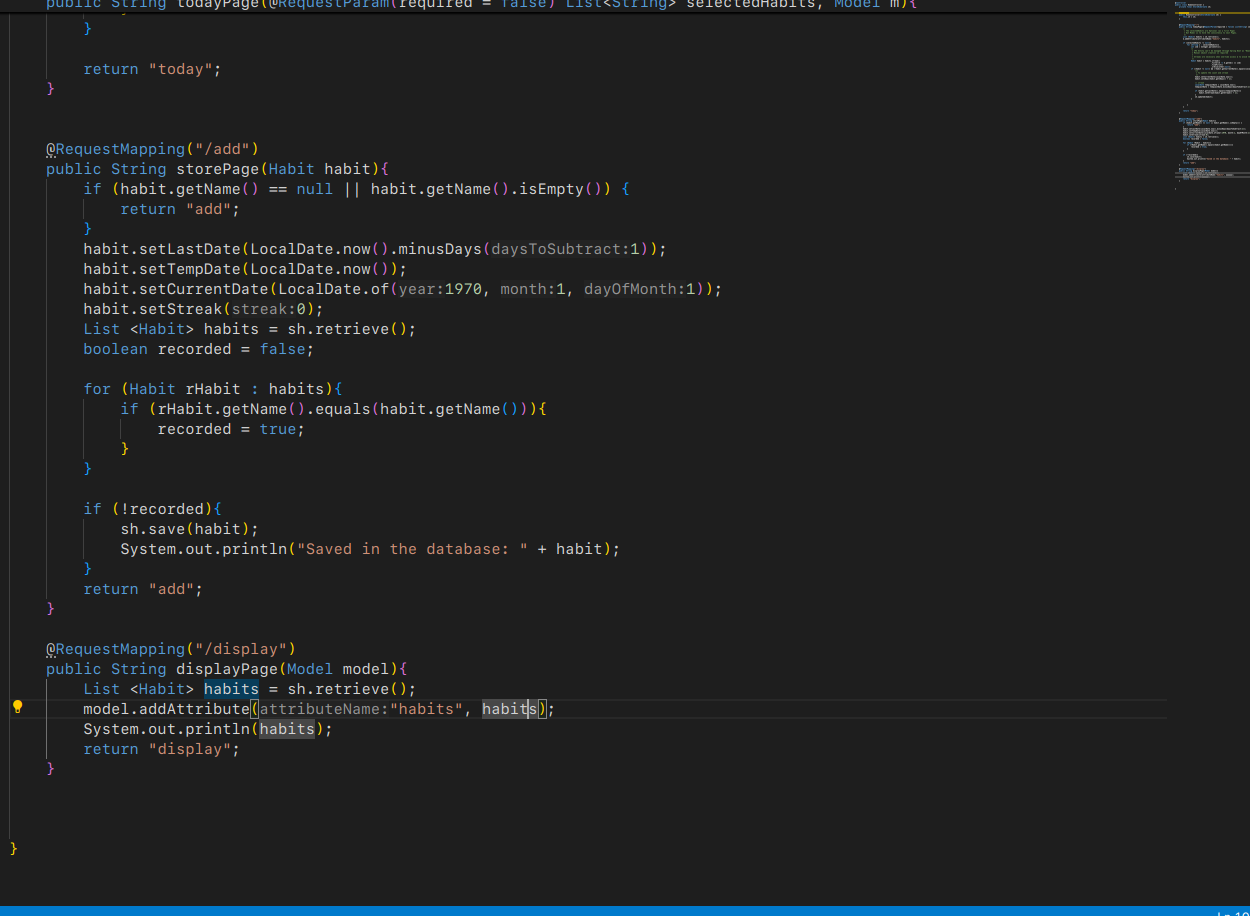 public String todayPage(@RequestParam(required = false) List<String> selectedHabits, Model m){
}
return "today";
}
@RequestMapping("/add")
public String storePage(Habit habit){
if (habit.getName() == null || habit.getName().isEmpty()) {
return "add";
}
habit.setLastDate(LocalDate.now().minusDays(daysToSubtract:1));
habit.setTempDate(LocalDate.now());
habit.setCurrentDate(LocalDate.of(year:1970, month:1, dayOfMonth:1));
habit.setStreak(streak:0);
List <Habit> habits = sh.retrieve();
boolean recorded = false;
for (Habit rHabit : habits){
if (rHabit.getName().equals(habit.getName())){
recorded = true;
}
}
if (!recorded){
sh.save(habit);
System.out.println("Saved in the database: " + habit);
}
return "add";
}
@RequestMapping("/display")
public String displayPage(Model model){
List <Habit> habits = sh.retrieve();
model.addAttribute(attributeName:"habits", habits);
System.out.println(habits);
return "display";
}
}